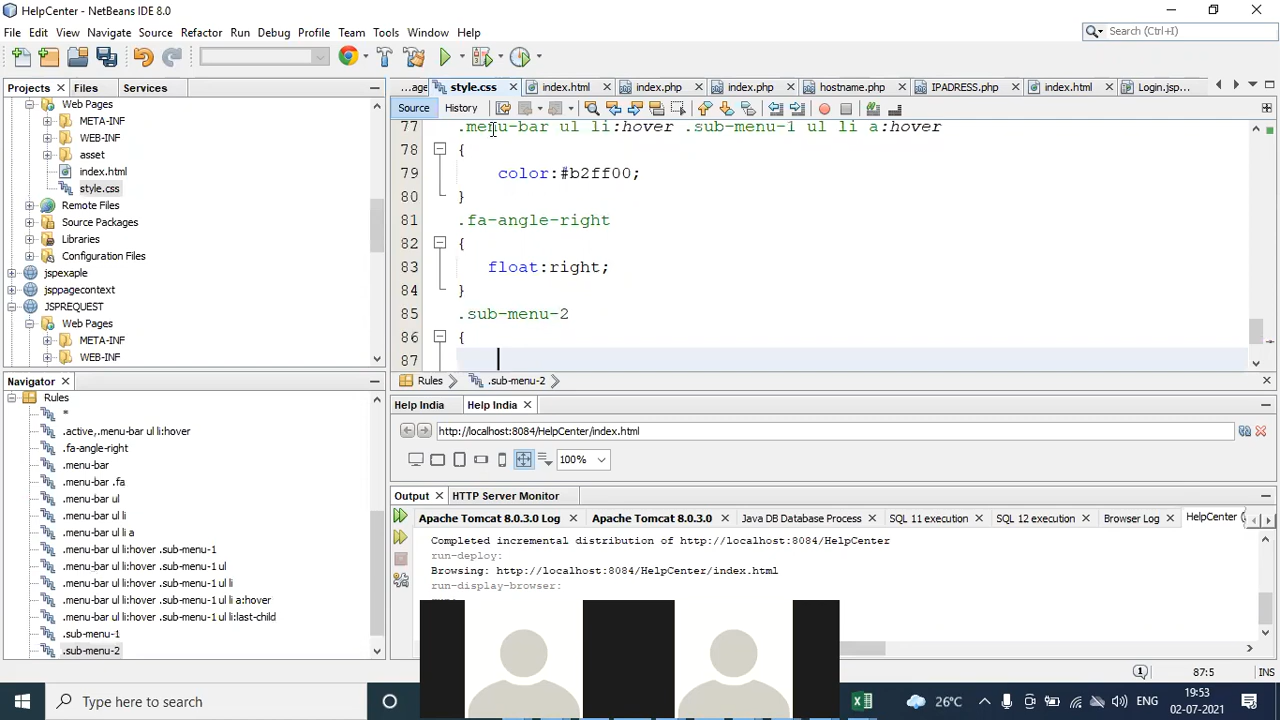 HelpCenter - NetBeans IDE 8.0
File Edit View Navigate Source Refactor Run Debug Profile Team Tools Window Help
Search (Ctrl+I)
Projects Files Services
...age style.css index.html index.php index.php hostname.php IPADRESS.php index.html Login.jsp...
Source History
Web Pages
META-INF
WEB-INF
asset
index.html
style.css
Remote Files
Source Packages
Libraries
Configuration Files
jspexaple
jsppagecontext
JSPREQUEST
Web Pages
META-INF
WEB-INF
77 .menu-bar ul li:hover .sub-menu-1 ul li a:hover
78 {
79 color:#b2ff00;
80 }
81 .fa-angle-right
82 {
83 float:right;
84 }
85 .sub-menu-2
86 {
87
Rules .sub-menu-2
Navigator
Rules
*
.active,.menu-bar ul li:hover
.fa-angle-right
.menu-bar
.menu-bar .fa
.menu-bar ul
.menu-bar ul li
.menu-bar ul li a
.menu-bar ul li:hover .sub-menu-1
.menu-bar ul li:hover .sub-menu-1 ul
.menu-bar ul li:hover .sub-menu-1 ul li
.menu-bar ul li:hover .sub-menu-1 ul li a:hover
.menu-bar ul li:hover .sub-menu-1 ul li:last-child
.sub-menu-1
.sub-menu-2
Help India Help India
http://localhost:8084/HelpCenter/index.html
100%
Output HTTP Server Monitor
Apache Tomcat 8.0.3.0 Log Apache Tomcat 8.0.3.0 Java DB Database Process SQL 11 execution SQL 12 execution Browser Log HelpCenter (
Completed incremental distribution of http://localhost:8084/HelpCenter
run-deploy:
Browsing: http://localhost:8084/HelpCenter/index.html
run-display-browser:
1 87:5 INS
Type here to search
26°C ENG 19:53
02-07-2021